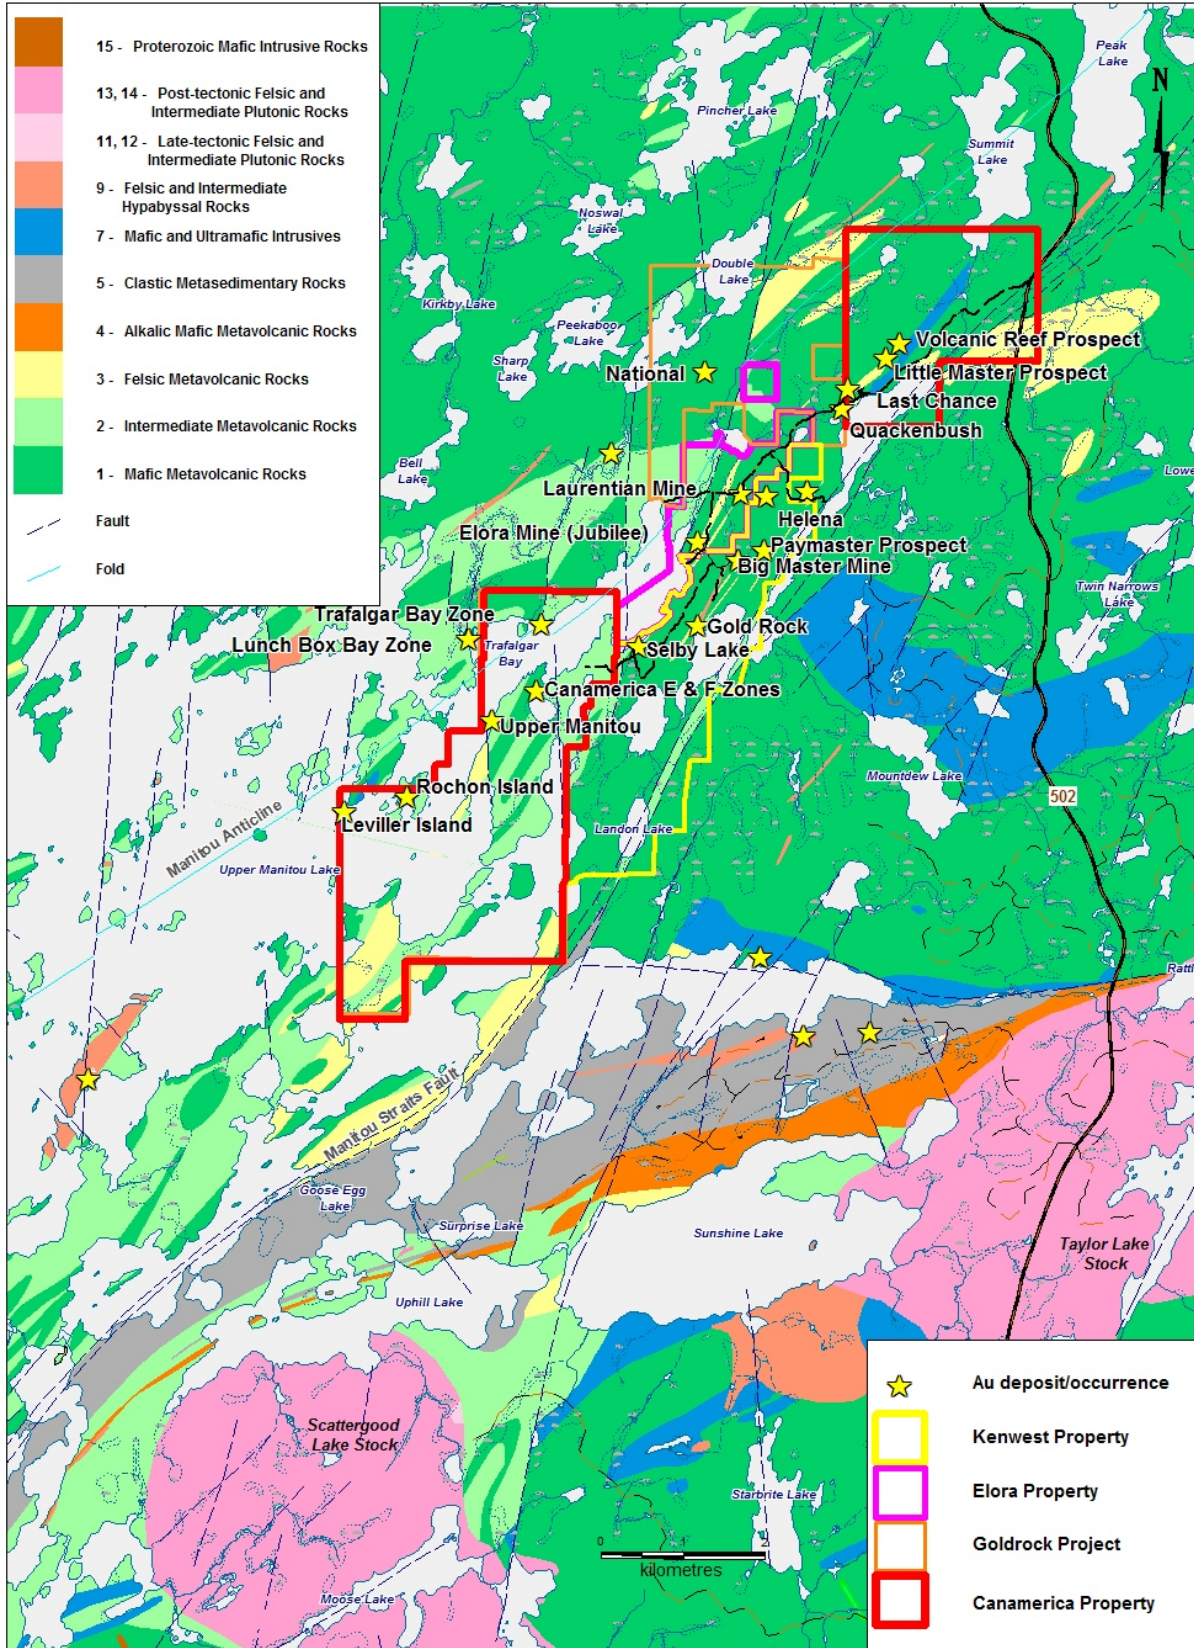 15 - Proterozoic Mafic Intrusive Rocks
13, 14 - Post-tectonic Felsic and
Intermediate Plutonic Rocks
11, 12 - Late-tectonic Felsic and
Intermediate Plutonic Rocks
9 - Felsic and Intermediate
Hypabyssal Rocks
7 - Mafic and Ultramafic Intrusives
5 - Clastic Metasedimentary Rocks
4 - Alkalic Mafic Metavolcanic Rocks
3 - Felsic Metavolcanic Rocks
2 - Intermediate Metavolcanic Rocks
1 - Mafic Metavolcanic Rocks
Fault
Fold
Peak
Lake
N
Pincher Lake
Summit
Lake
Noswal
Lake
Double
Lake
Kirkby Lake
Peekaboo
Lake
Sharp
Lake
Volcanic Reef Prospect
Little Master Prospect
National
Last Chance
Quackenbush
Bell
Lake
Lowe
Laurentian Mine
Helena
Elora Mine (Jubilee)
Paymaster Prospect
Big Master Mine
Twin Narrows
Lake
Trafalgar Bay Zone
Lunch Box Bay Zone
Trafalgar
Bay
Gold Rock
Selby Lake
Canamerica E & F Zones
Upper Manitou
Mountdew Lake
Rochon Island
502
Leviller Island
Landon Lake
Manitou Anticline
Upper Manitou Lake
Rattl
Manitou Straits Fault
Goose Egg
Lake
Surprise Lake
Sunshine Lake
Taylor Lake
Stock
Uphill Lake
Scattergood
Lake Stock
Starbrite Lake
Moose Lake
0 1 2
kilometres
Au deposit/occurrence
Kenwest Property
Elora Property
Goldrock Project
Canamerica Property